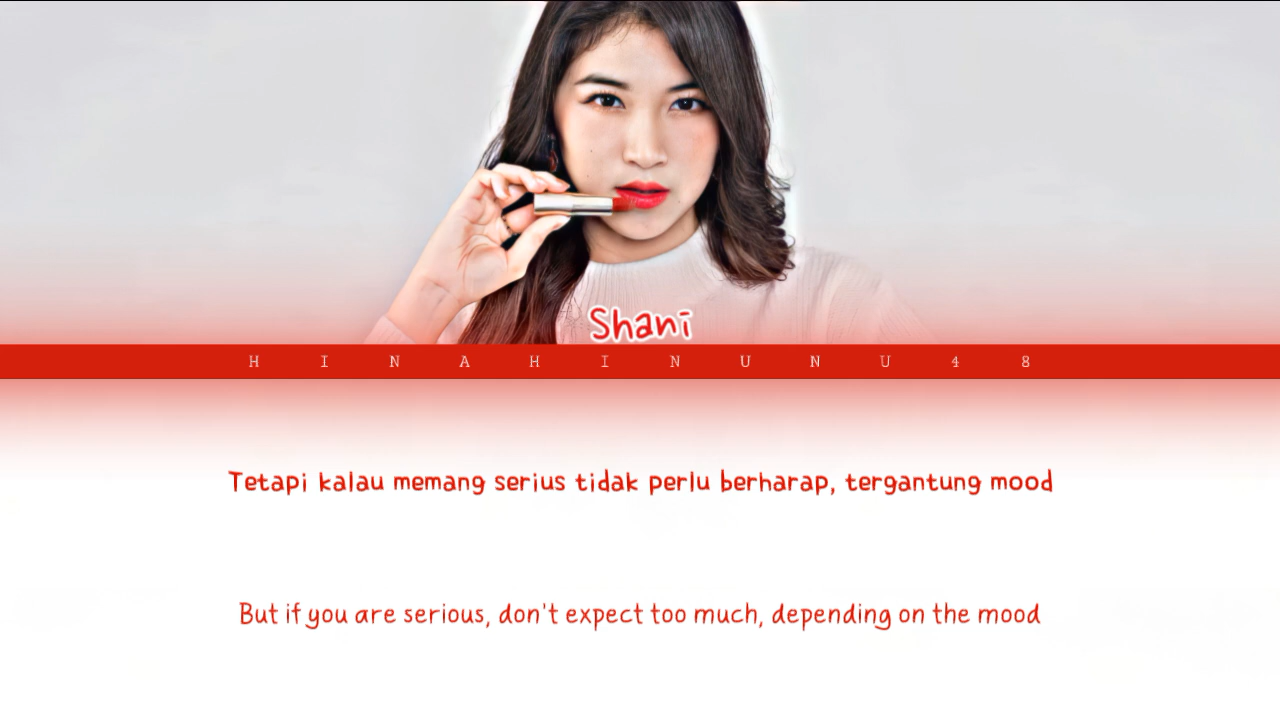 Shani
H I N A H I N U N U 4 8
Tetapi kalau memang serius tidak perlu berharap, tergantung mood
But if you are serious, don't expect too much, depending on the mood